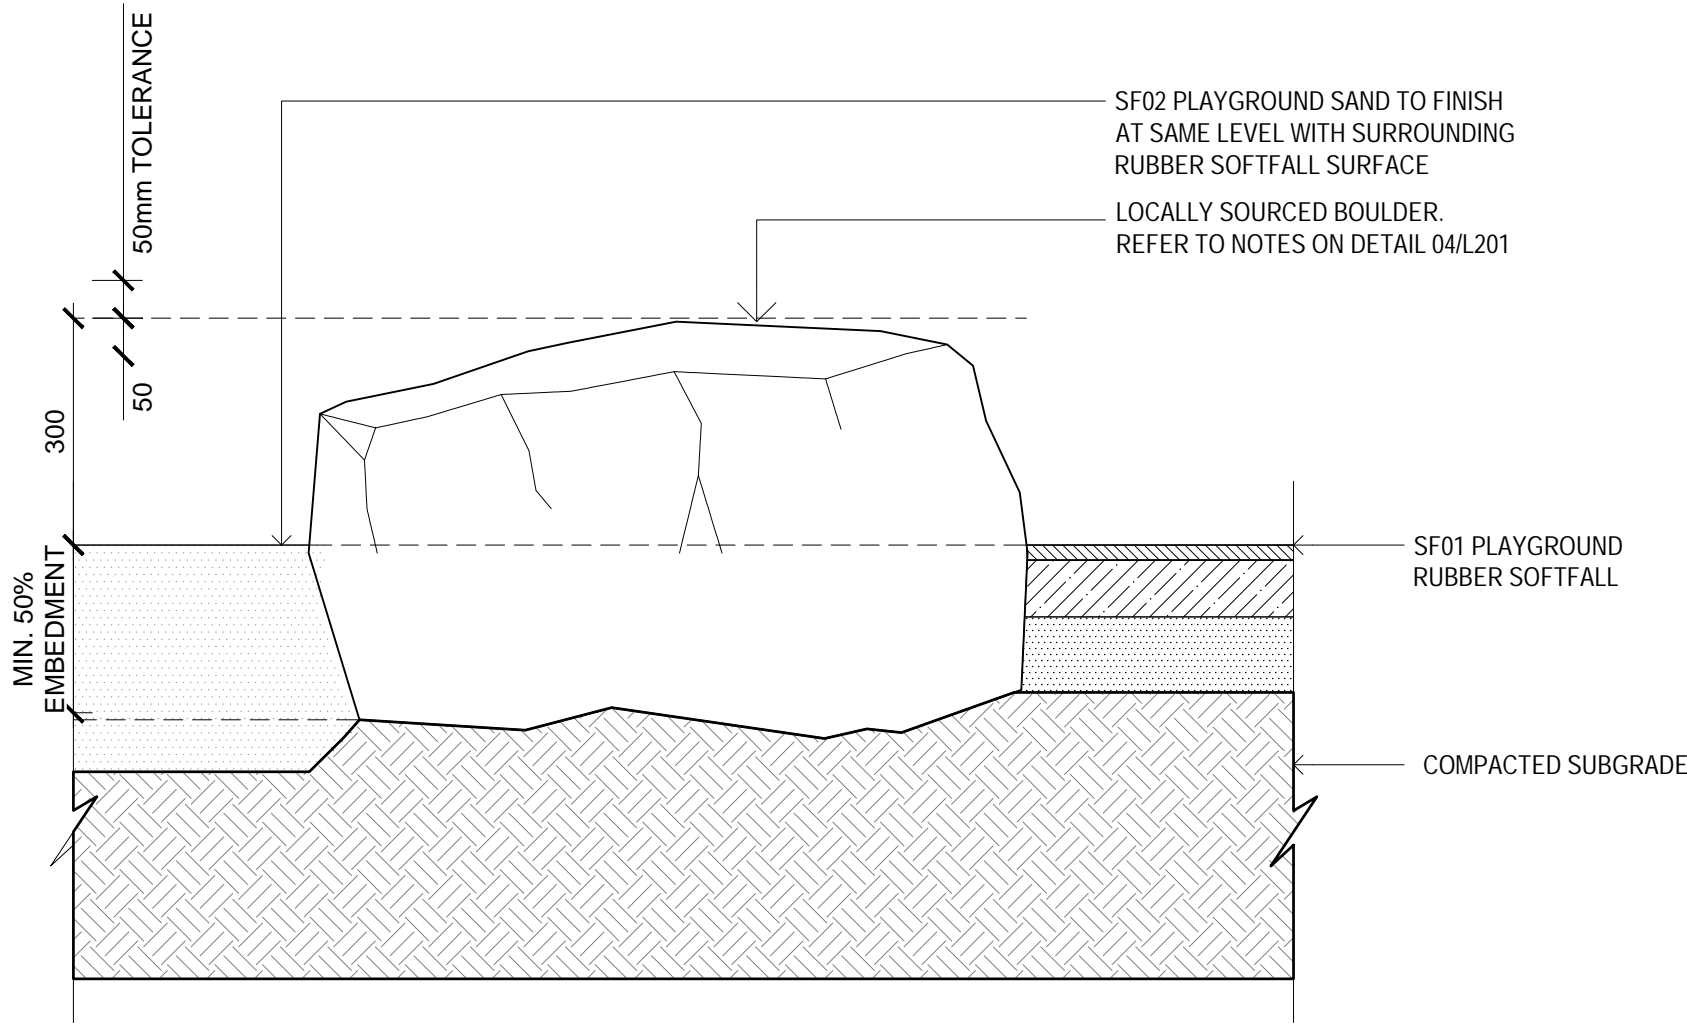 50mm TOLERANCE
50
300
MIN. 50%
EMBEDMENT
SF02 PLAYGROUND SAND TO FINISH
AT SAME LEVEL WITH SURROUNDING
RUBBER SOFTFALL SURFACE
LOCALLY SOURCED BOULDER.
REFER TO NOTES ON DETAIL 04/L201
SF01 PLAYGROUND
RUBBER SOFTFALL
COMPACTED SUBGRADE